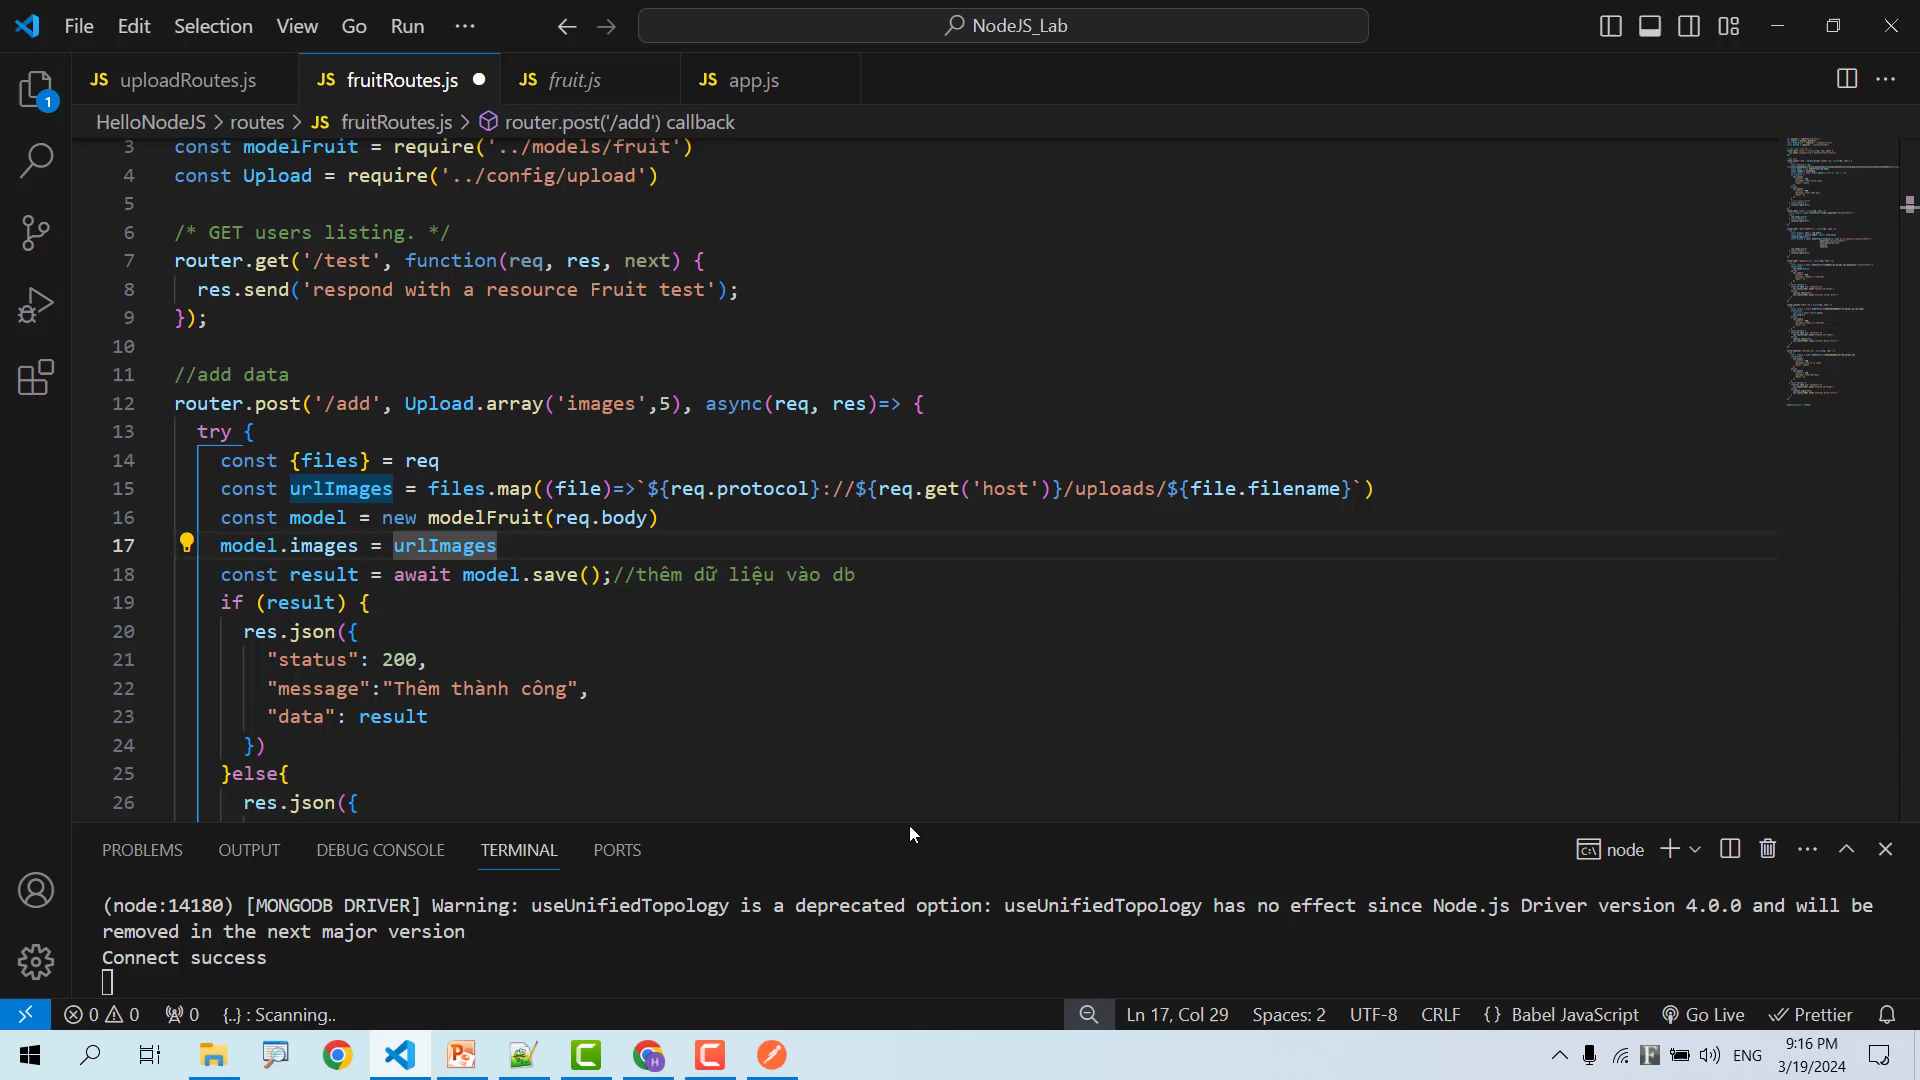 File Edit Selection View Go Run ··· NodeJS_Lab
JS uploadRoutes.js JS fruitRoutes.js JS fruit.js JS app.js
1
HelloNodeJS > routes > JS fruitRoutes.js > router.post('/add') callback
3 const modelFruit = require('../models/fruit')
4 const Upload = require('../config/upload')
5
6 /* GET users listing. */
7 router.get('/test', function(req, res, next) {
8 res.send('respond with a resource Fruit test');
9 });
10
11 //add data
12 router.post('/add', Upload.array('images',5), async(req, res)=> {
13 try {
14 const {files} = req
15 const urlImages = files.map((file)=>`${req.protocol}://${req.get('host')}/uploads/${file.filename}`)
16 const model = new modelFruit(req.body)
17 model.images = urlImages
18 const result = await model.save();//thêm dữ liệu vào db
19 if (result) {
20 res.json({
21 "status": 200,
22 "message":"Thêm thành công",
23 "data": result
24 })
25 }else{
26 res.json({
PROBLEMS OUTPUT DEBUG CONSOLE TERMINAL PORTS node
(node:14180) [MONGODB DRIVER] Warning: useUnifiedTopology is a deprecated option: useUnifiedTopology has no effect since Node.js Driver version 4.0.0 and will be
removed in the next major version
Connect success
0 0 0 {..} : Scanning.. Ln 17, Col 29 Spaces: 2 UTF-8 CRLF {} Babel JavaScript Go Live Prettier
ENG 9:16 PM
3/19/2024